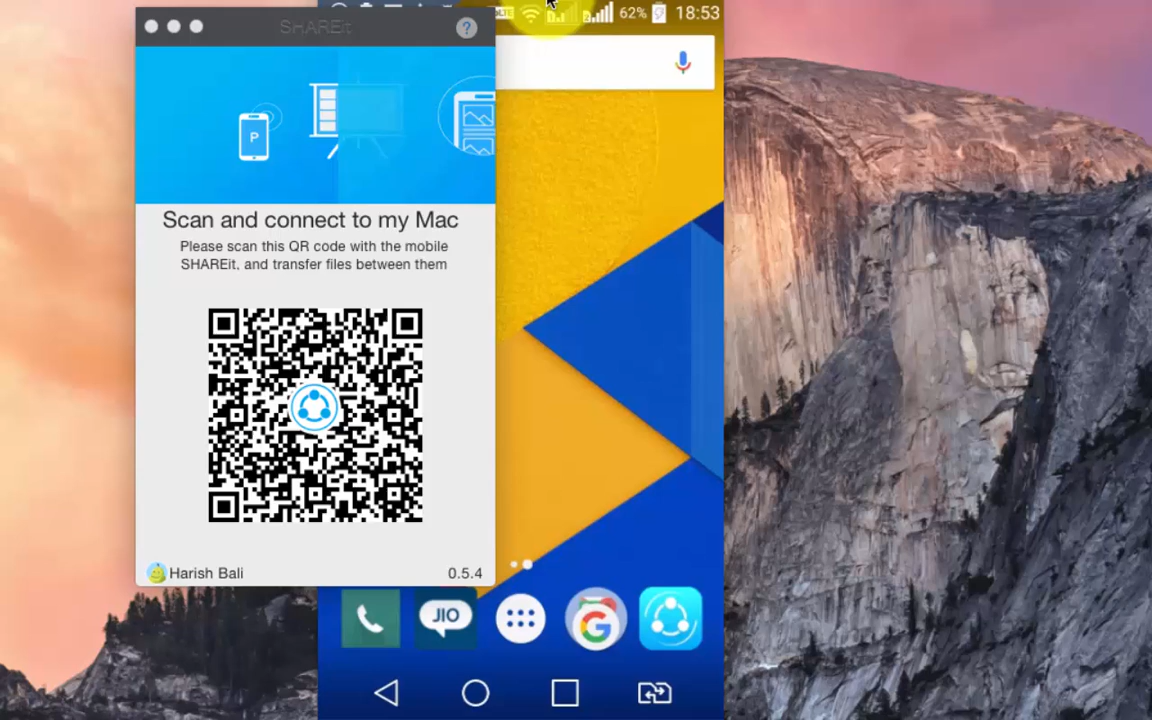 SHAREit
?
62%
18:53
P
Scan and connect to my Mac
Please scan this QR code with the mobile
SHAREit, and transfer files between them
Harish Bali
0.5.4
JIO
G